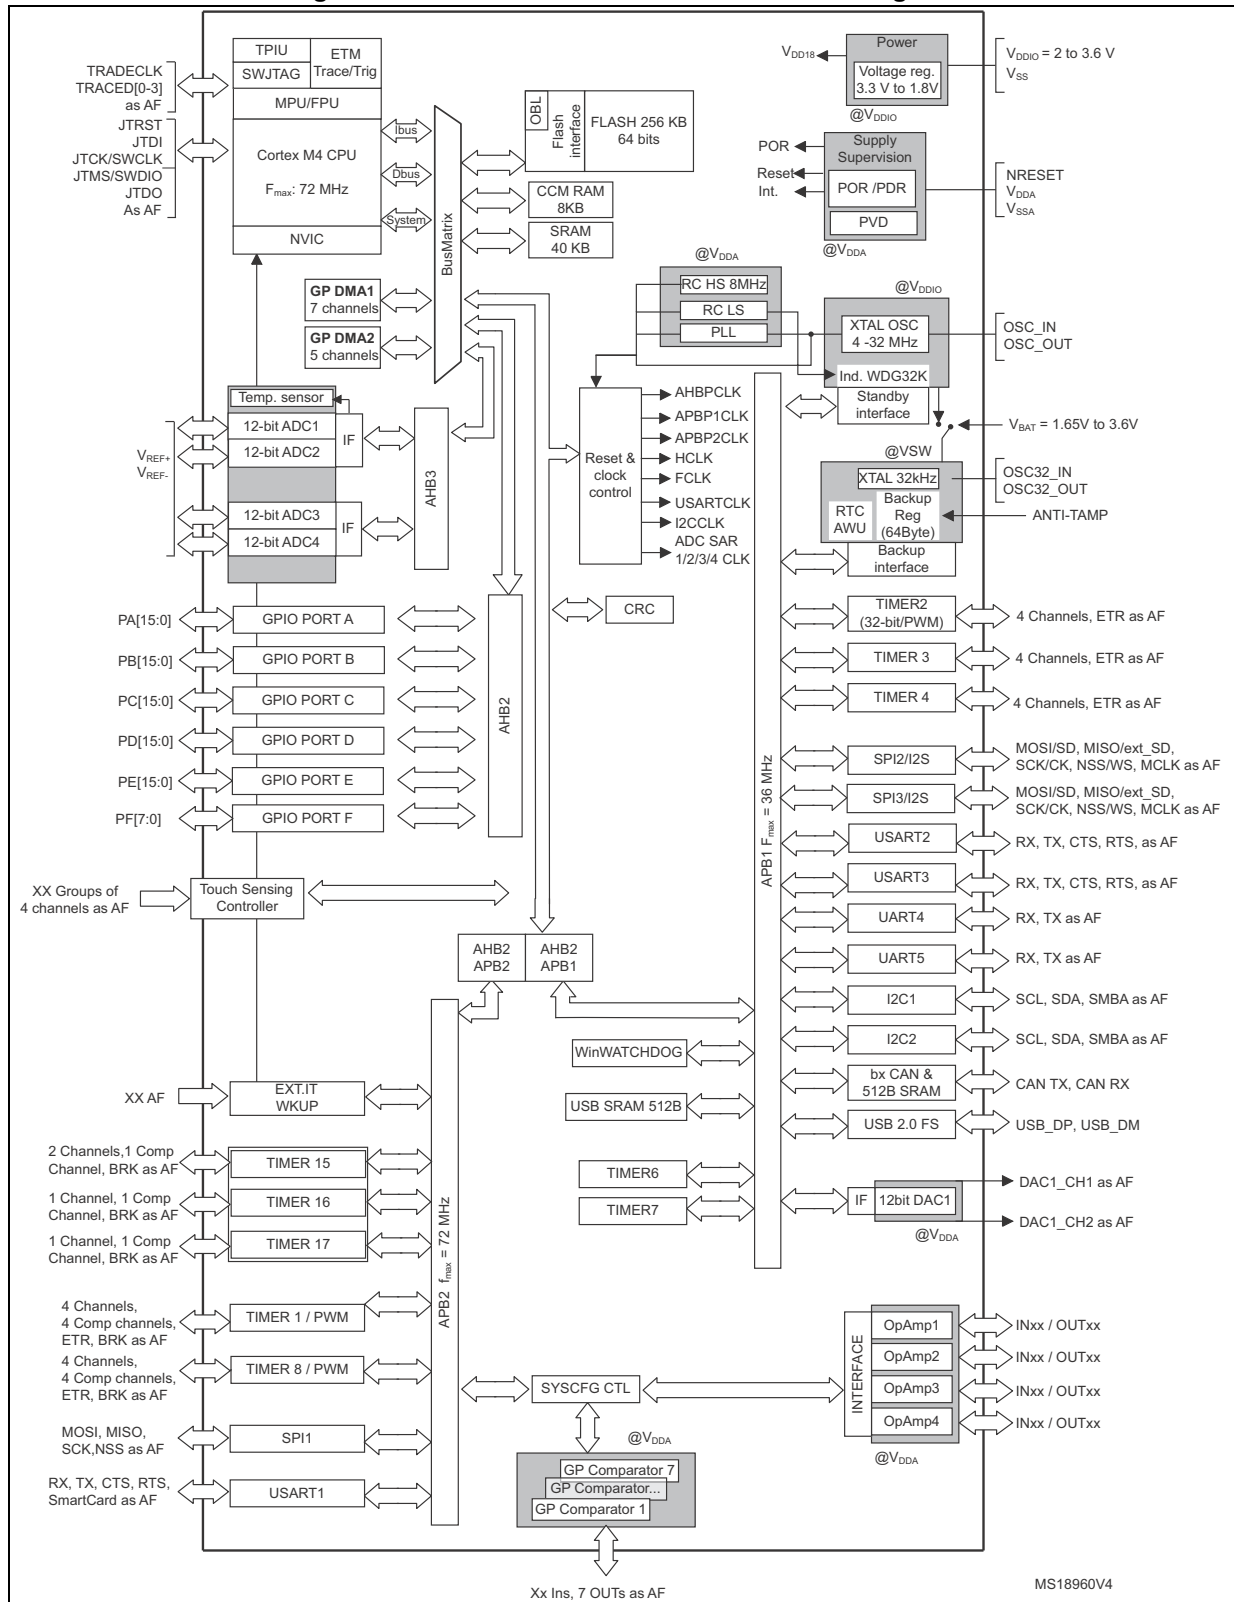 TPIU
ETM
Trace/Trig
SWJTAG
MPU/FPU
Cortex M4 CPU
Fmax: 72 MHz
NVIC
TRADECLK
TRACED[0-3]
as AF
JTRST
JTDI
JTCK/SWCLK
JTMS/SWDIO
JTDO
As AF
Ibus
Dbus
System
BusMatrix
OBL
Flash
interface
FLASH 256 KB
64 bits
CCM RAM
8KB
SRAM
40 KB
GP DMA1
7 channels
GP DMA2
5 channels
VDD18
Power
Voltage reg.
3.3 V to 1.8V
@VDDIO
VDDIO = 2 to 3.6 V
VSS
POR
Reset
Int.
Supply
Supervision
POR /PDR
PVD
@VDDA
NRESET
VDDA
VSSA
@VDDA
RC HS 8MHz
RC LS
PLL
@VDDIO
XTAL OSC
4 -32 MHz
Ind. WDG32K
Standby
interface
OSC_IN
OSC_OUT
VBAT = 1.65V to 3.6V
@VSW
XTAL 32kHz
RTC
AWU
Backup
Reg
(64Byte)
Backup
interface
OSC32_IN
OSC32_OUT
ANTI-TAMP
Reset &
clock
control
AHBPCLK
APBP1CLK
APBP2CLK
HCLK
FCLK
USARTCLK
I2CCLK
ADC SAR
1/2/3/4 CLK
Temp. sensor
12-bit ADC1
12-bit ADC2
IF
VREF+
VREF-
12-bit ADC3
12-bit ADC4
IF
AHB3
CRC
PA[15:0]
GPIO PORT A
PB[15:0]
GPIO PORT B
PC[15:0]
GPIO PORT C
PD[15:0]
GPIO PORT D
PE[15:0]
GPIO PORT E
PF[7:0]
GPIO PORT F
AHB2
XX Groups of
4 channels as AF
Touch Sensing
Controller
AHB2
APB2
AHB2
APB1
APB1 Fmax = 36 MHz
TIMER2
(32-bit/PWM)
4 Channels, ETR as AF
TIMER 3
4 Channels, ETR as AF
TIMER 4
4 Channels, ETR as AF
SPI2/I2S
MOSI/SD, MISO/ext_SD,
SCK/CK, NSS/WS, MCLK as AF
SPI3/I2S
MOSI/SD, MISO/ext_SD,
SCK/CK, NSS/WS, MCLK as AF
USART2
RX, TX, CTS, RTS, as AF
USART3
RX, TX, CTS, RTS, as AF
UART4
RX, TX as AF
UART5
RX, TX as AF
I2C1
SCL, SDA, SMBA as AF
I2C2
SCL, SDA, SMBA as AF
bx CAN &
512B SRAM
CAN TX, CAN RX
USB 2.0 FS
USB_DP, USB_DM
WinWATCHDOG
USB SRAM 512B
TIMER6
TIMER7
IF
12bit DAC1
@VDDA
DAC1_CH1 as AF
DAC1_CH2 as AF
XX AF
EXT.IT
WKUP
2 Channels,1 Comp
Channel, BRK as AF
TIMER 15
1 Channel, 1 Comp
Channel, BRK as AF
TIMER 16
1 Channel, 1 Comp
Channel, BRK as AF
TIMER 17
4 Channels,
4 Comp channels,
ETR, BRK as AF
TIMER 1 / PWM
4 Channels,
4 Comp channels,
ETR, BRK as AF
TIMER 8 / PWM
MOSI, MISO,
SCK,NSS as AF
SPI1
RX, TX, CTS, RTS,
SmartCard as AF
USART1
APB2 fmax = 72 MHz
SYSCFG CTL
@VDDA
GP Comparator 7
GP Comparator...
GP Comparator 1
Xx Ins, 7 OUTs as AF
INTERFACE
OpAmp1
INxx / OUTxx
OpAmp2
INxx / OUTxx
OpAmp3
INxx / OUTxx
OpAmp4
INxx / OUTxx
@VDDA
MS18960V4